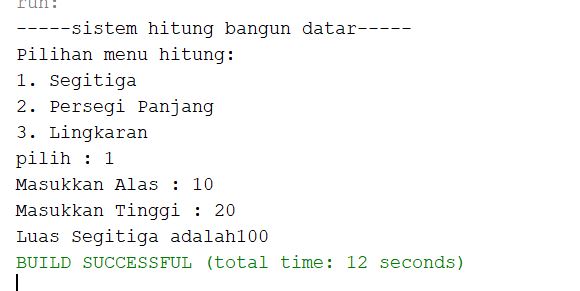 run:
-----sistem hitung bangun datar-----
Pilihan menu hitung:
1. Segitiga
2. Persegi Panjang
3. Lingkaran
pilih : 1
Masukkan Alas : 10
Masukkan Tinggi : 20
Luas Segitiga adalah100
BUILD SUCCESSFUL (total time: 12 seconds)